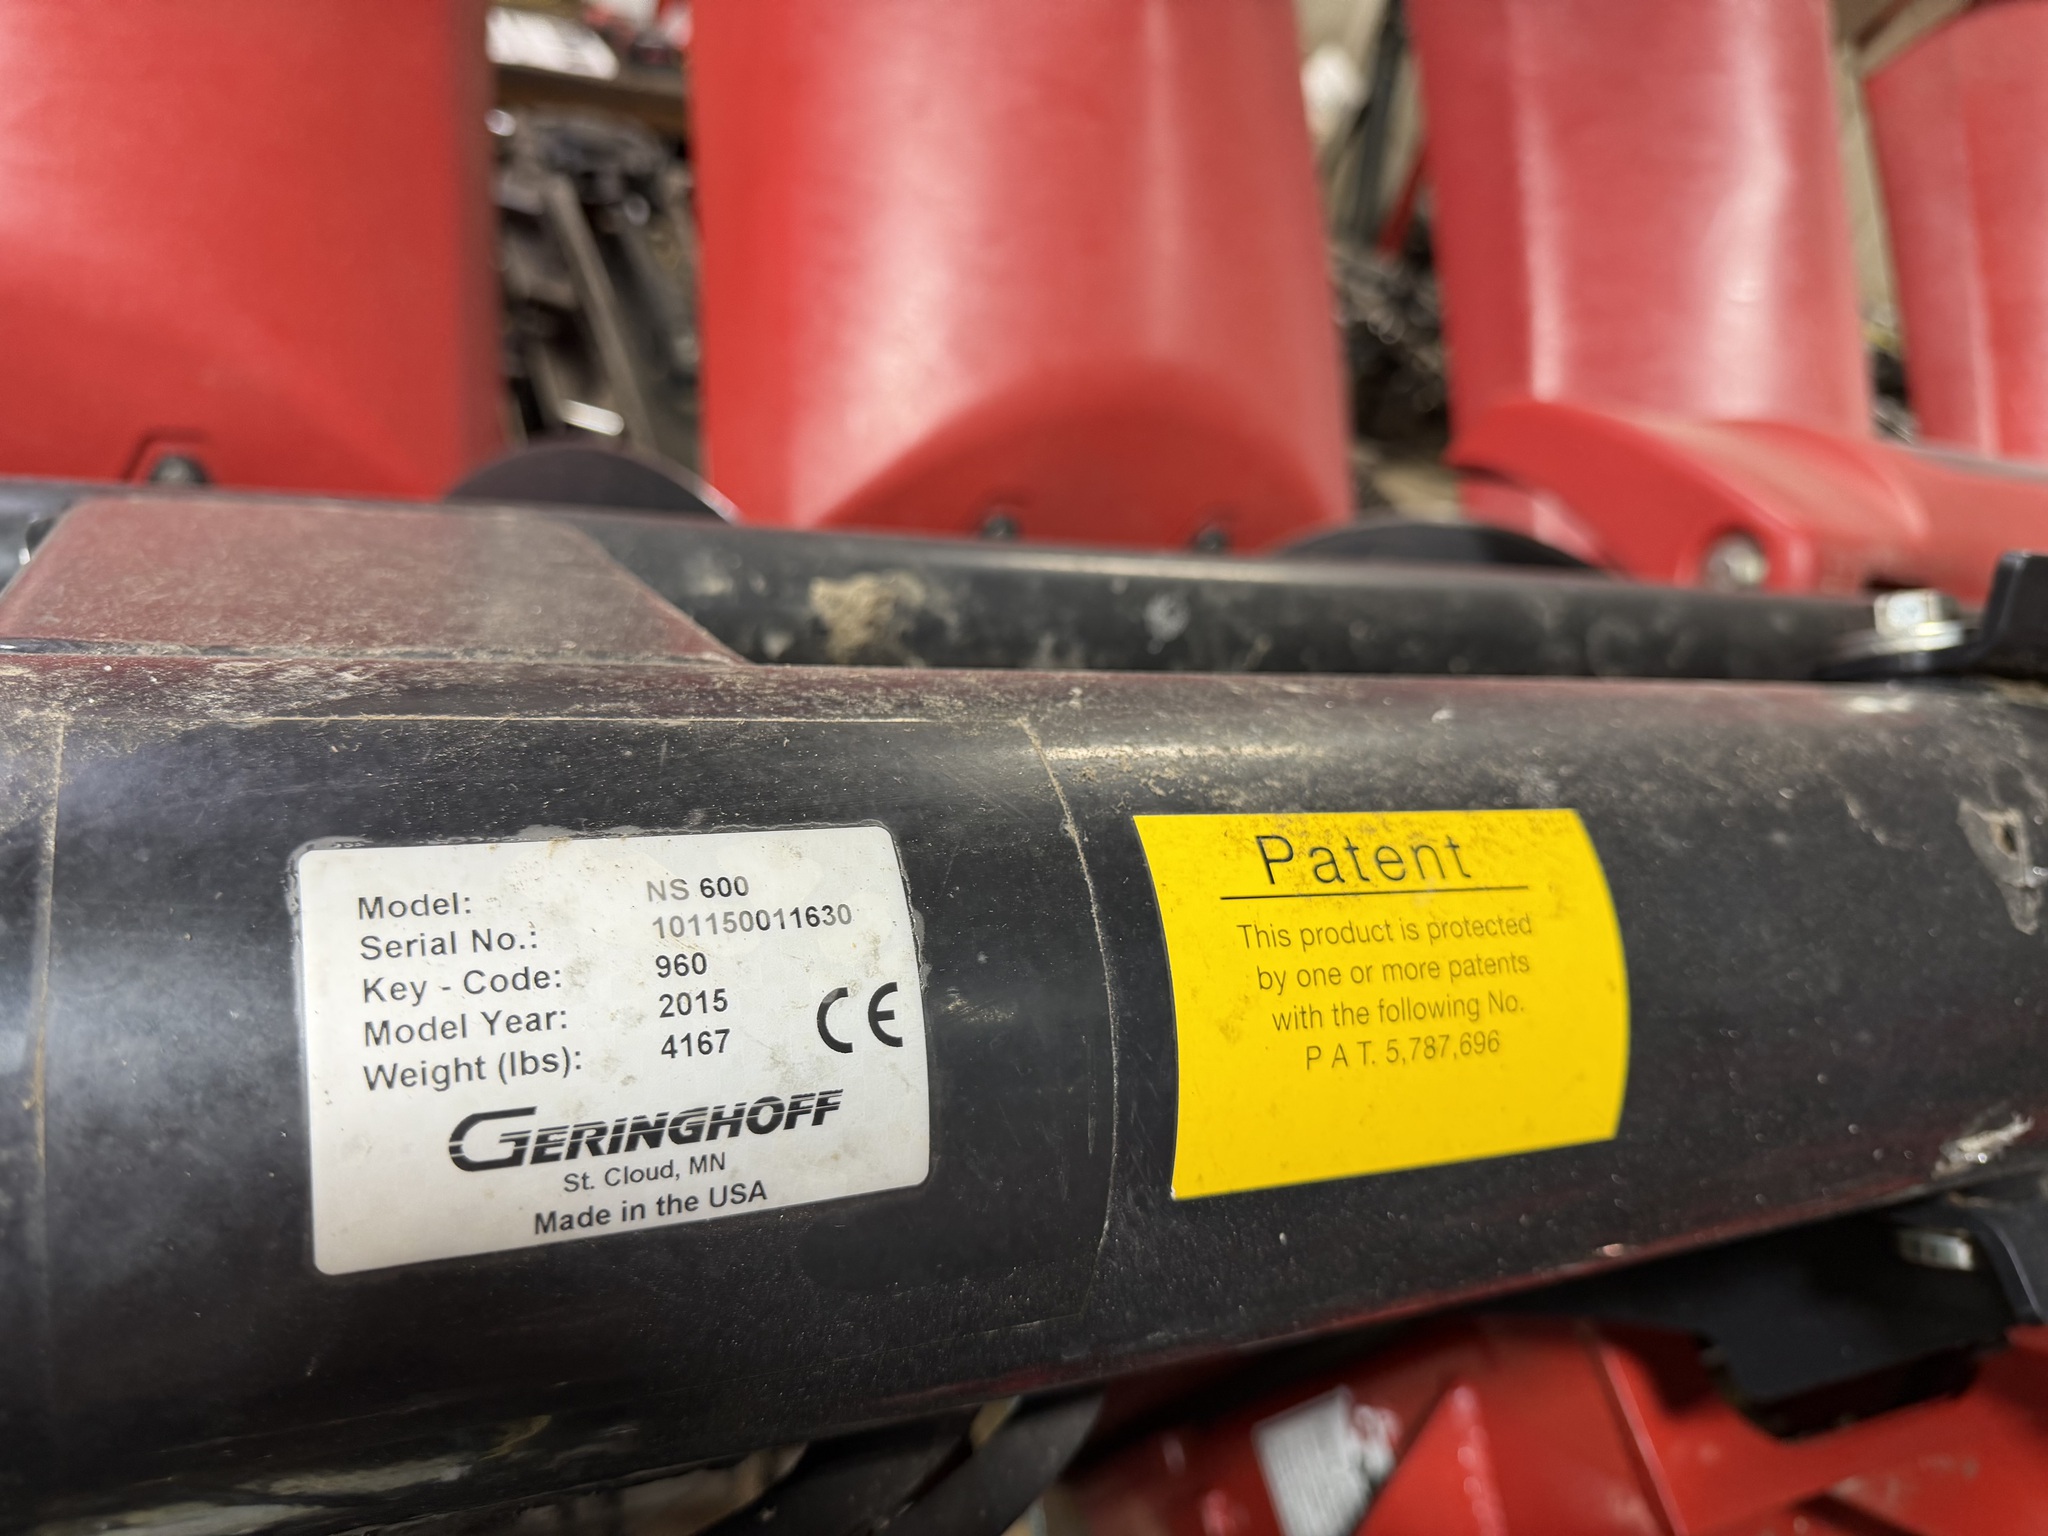 Model: NS 600
Serial No.: 101150011630
Key - Code: 960
Model Year: 2015
Weight (lbs): 4167
CE
GERINGHOFF
St. Cloud, MN
Made in the USA
Patent
This product is protected
by one or more patents
with the following No.
P A T. 5,787,696